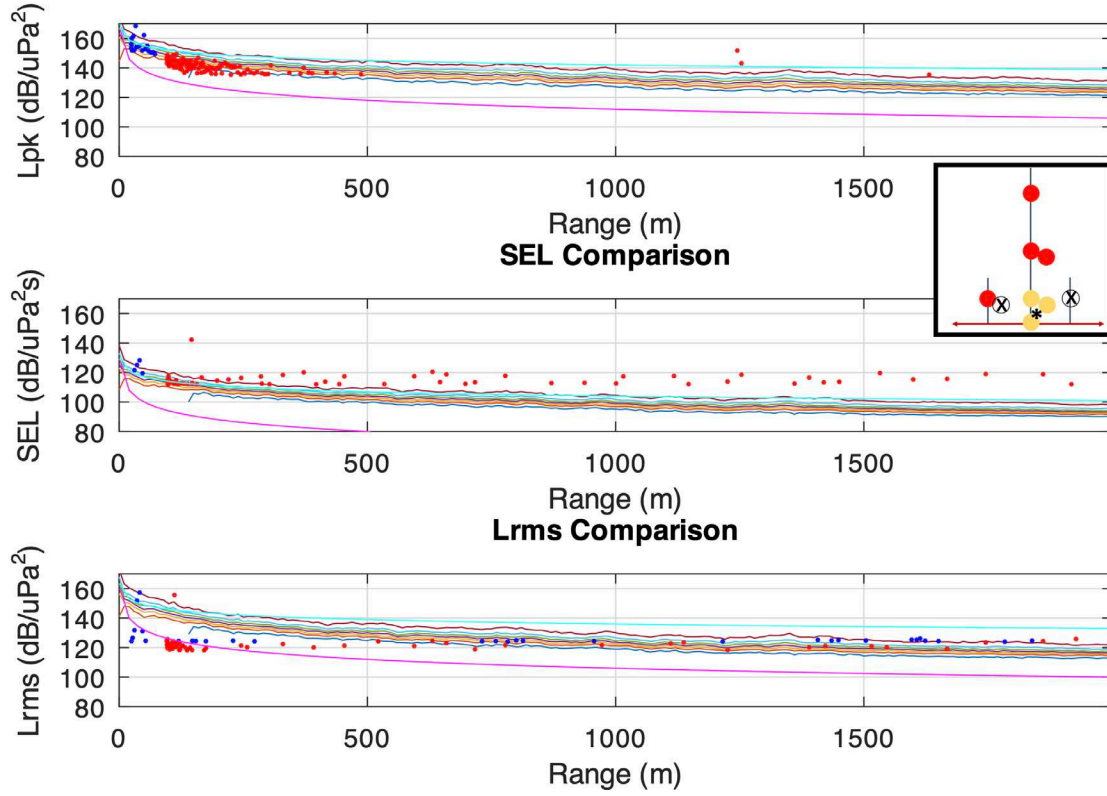 160
140
120
100
80
Lpk (dB/uPa²)
0 500 1000 1500
Range (m)
SEL Comparison
160
140
120
100
80
SEL (dB/uPa²s)
0 500 1000 1500
Range (m)
Lrms Comparison
160
140
120
100
80
Lrms (dB/uPa²)
0 500 1000 1500
Range (m)
X X
*